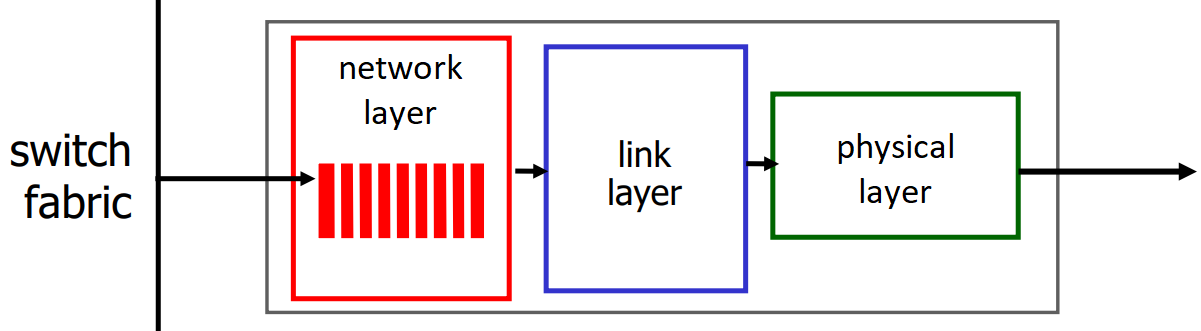 switch
fabric
network
layer
link
layer
physical
layer